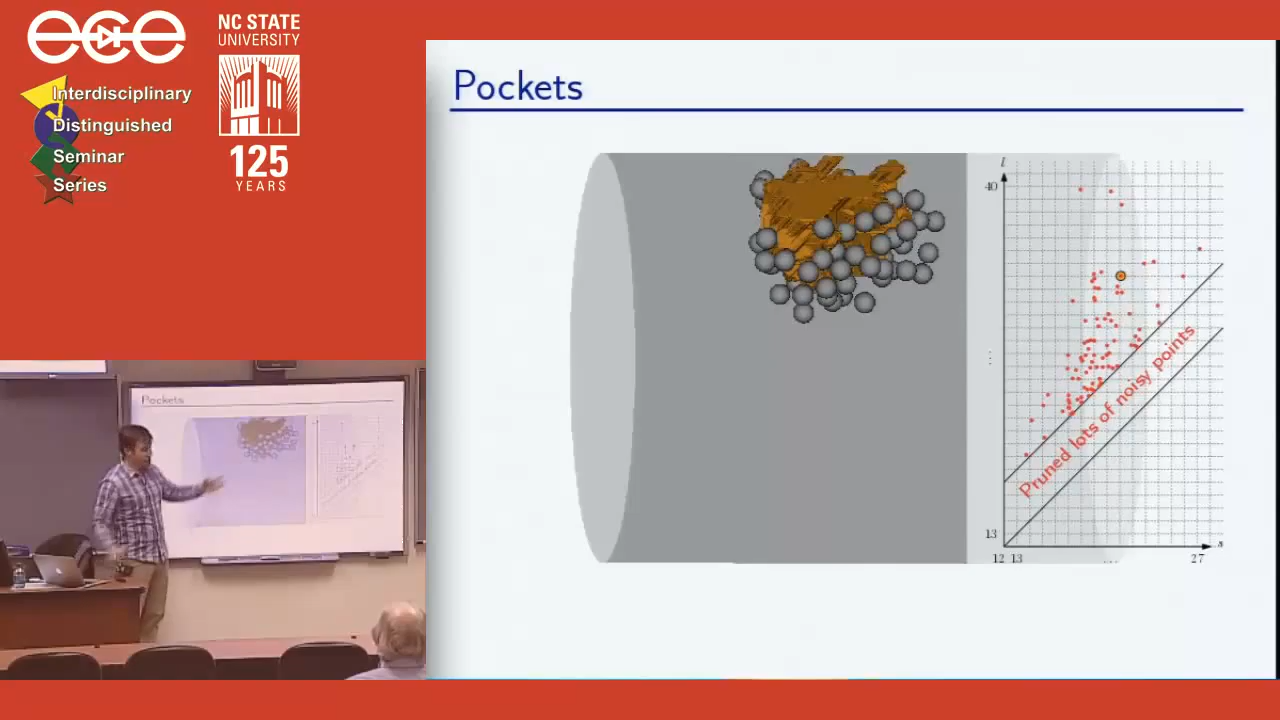 ece
Interdisciplinary
Distinguished
Seminar
Series
NC STATE
UNIVERSITY
125
YEARS
Pockets
l
40
⋮
13
12 13
...
27
s
Pruned lots of noisy points
Pockets